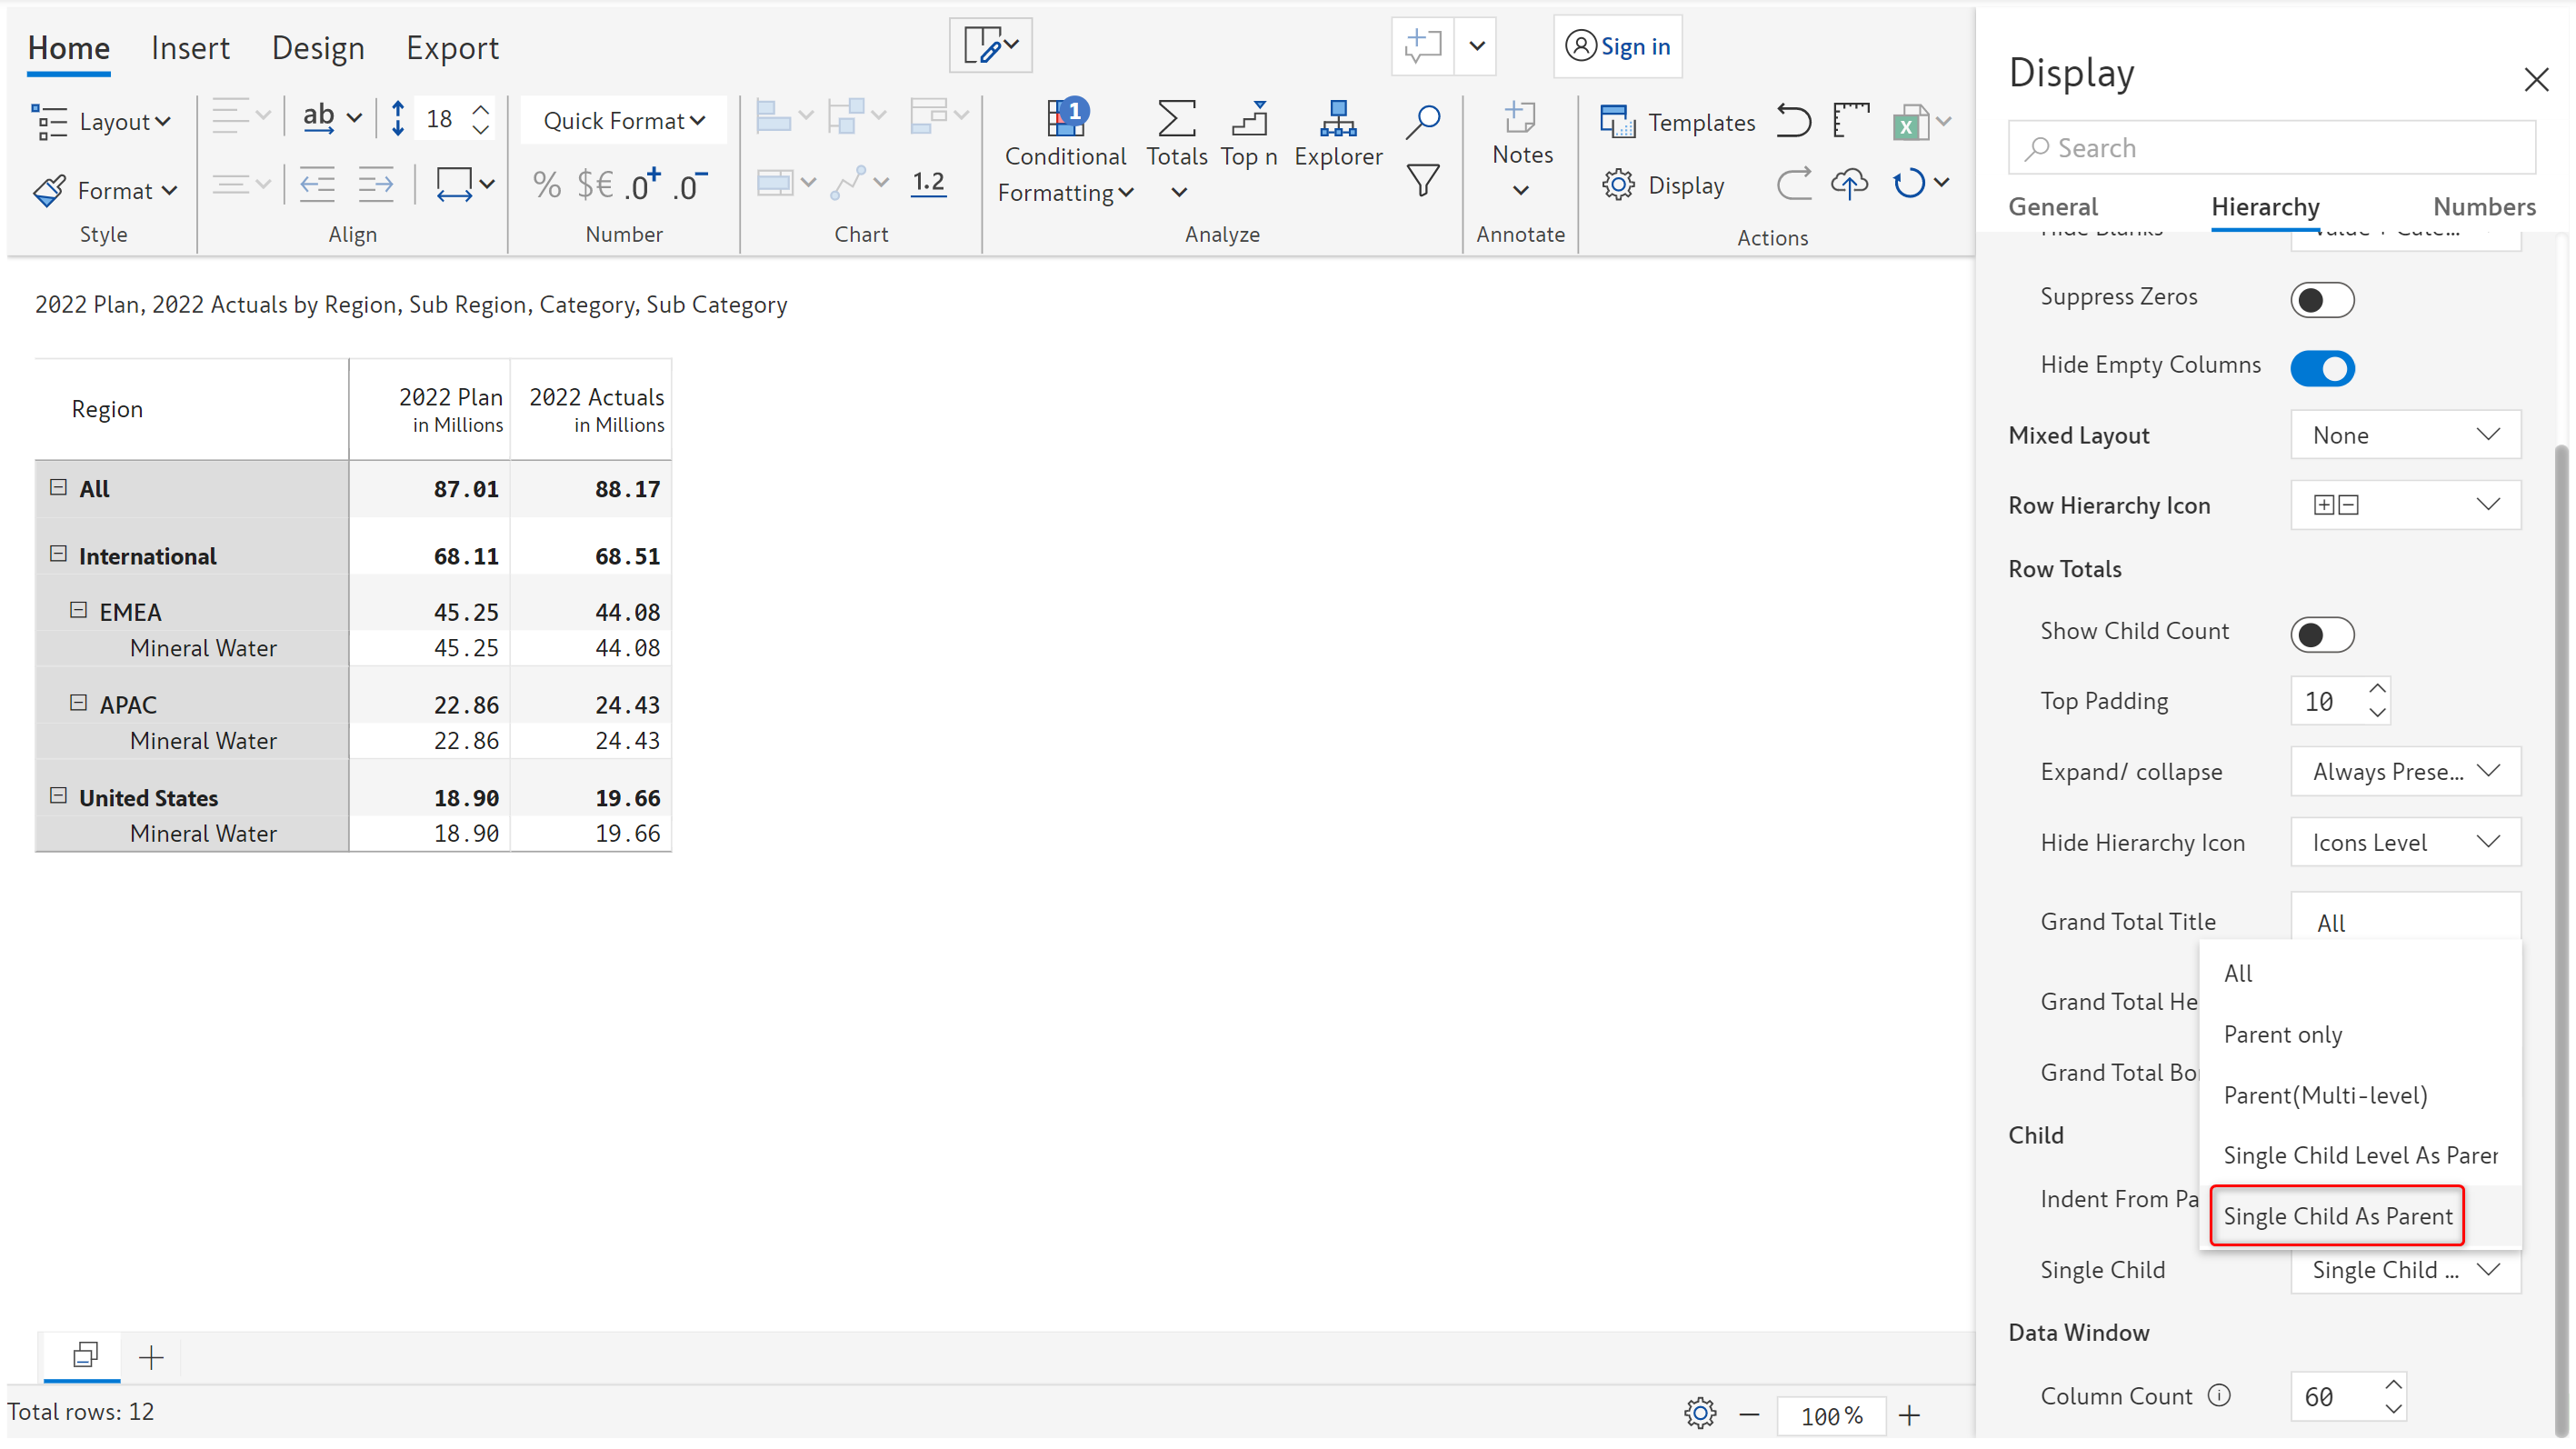 Home Insert Design Export
Sign in
Layout
ab
18
Quick Format
Format
% $€ .0+ .0-
1.2
Style
Align
Number
Chart
1
Conditional Formatting
Totals
Top n
Explorer
Analyze
Notes
Annotate
Templates
Display
Actions
2022 Plan, 2022 Actuals by Region, Sub Region, Category, Sub Category
Region 2022 Plan in Millions 2022 Actuals in Millions
All 87.01 88.17
International 68.11 68.51
EMEA 45.25 44.08
Mineral Water 45.25 44.08
APAC 22.86 24.43
Mineral Water 22.86 24.43
United States 18.90 19.66
Mineral Water 18.90 19.66
Total rows: 12
100%
Display
Search
General Hierarchy Numbers
Suppress Zeros
Hide Empty Columns
Mixed Layout None
Row Hierarchy Icon
Row Totals
Show Child Count
Top Padding 10
Expand/ collapse Always Prese...
Hide Hierarchy Icon Icons Level
Grand Total Title All
Grand Total He
Grand Total Bo
All
Parent only
Parent(Multi-level)
Single Child Level As Parer
Single Child As Parent
Child
Indent From Pa
Single Child Single Child ...
Data Window
Column Count 60